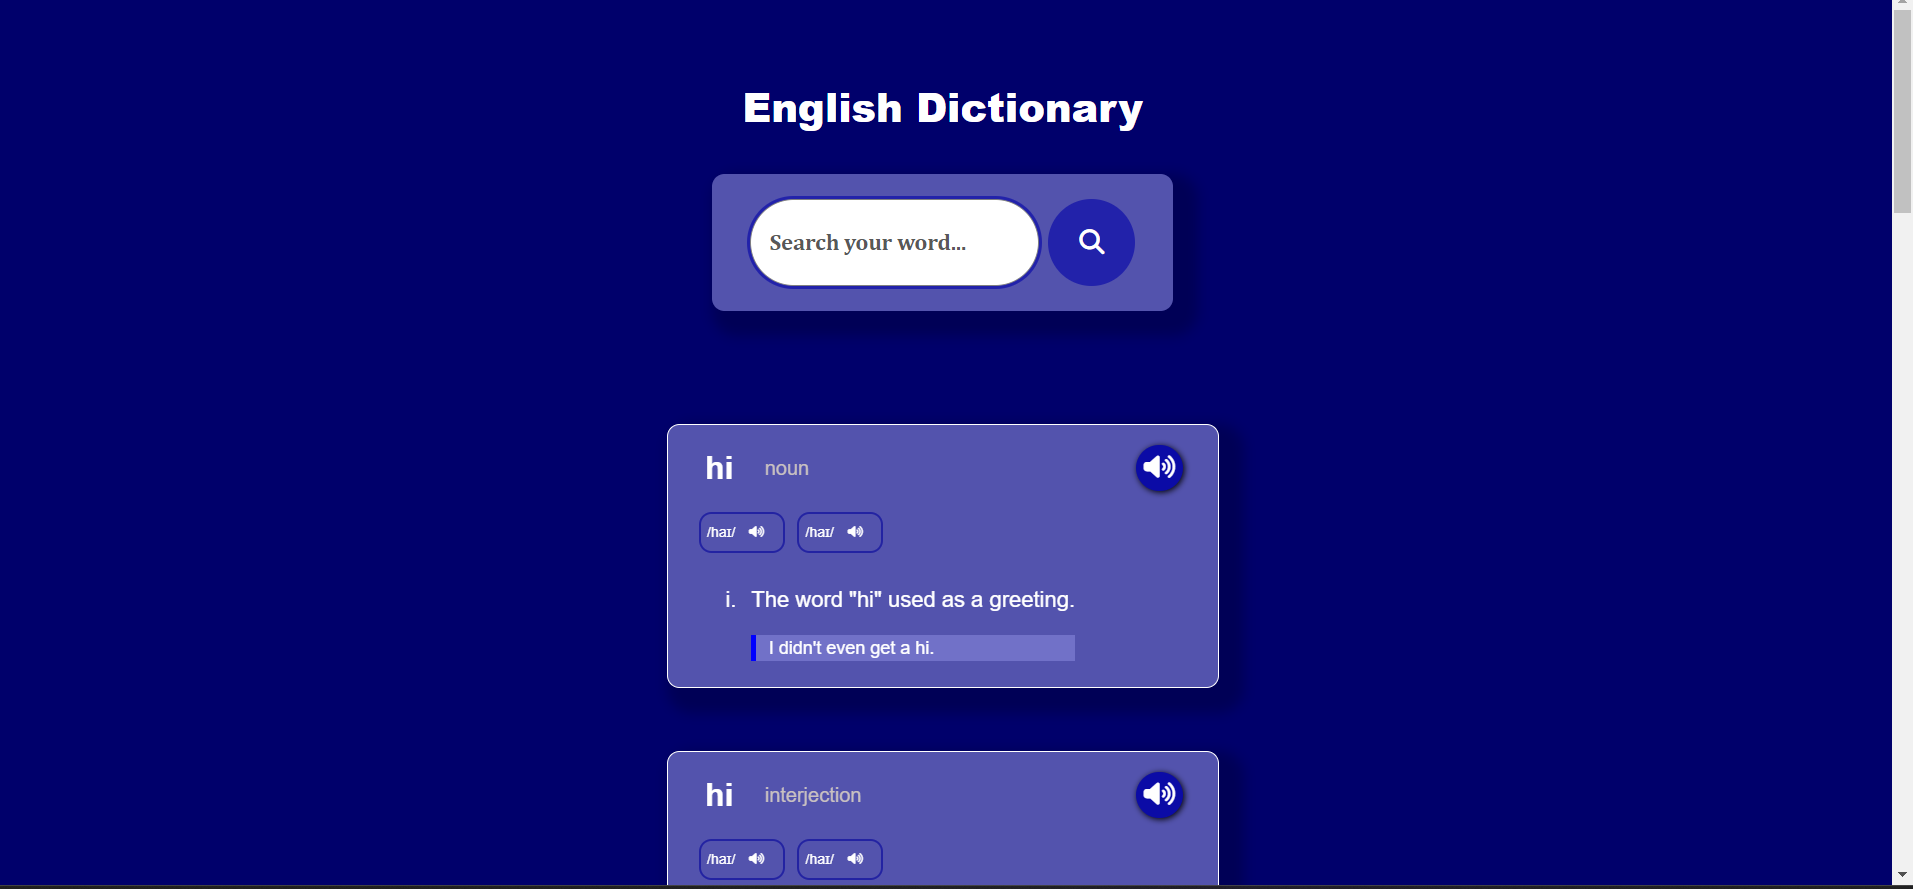 English Dictionary
Search your word...
hi noun
/haɪ/ /haɪ/
i. The word "hi" used as a greeting.
I didn't even get a hi.
hi interjection
/haɪ/ /haɪ/